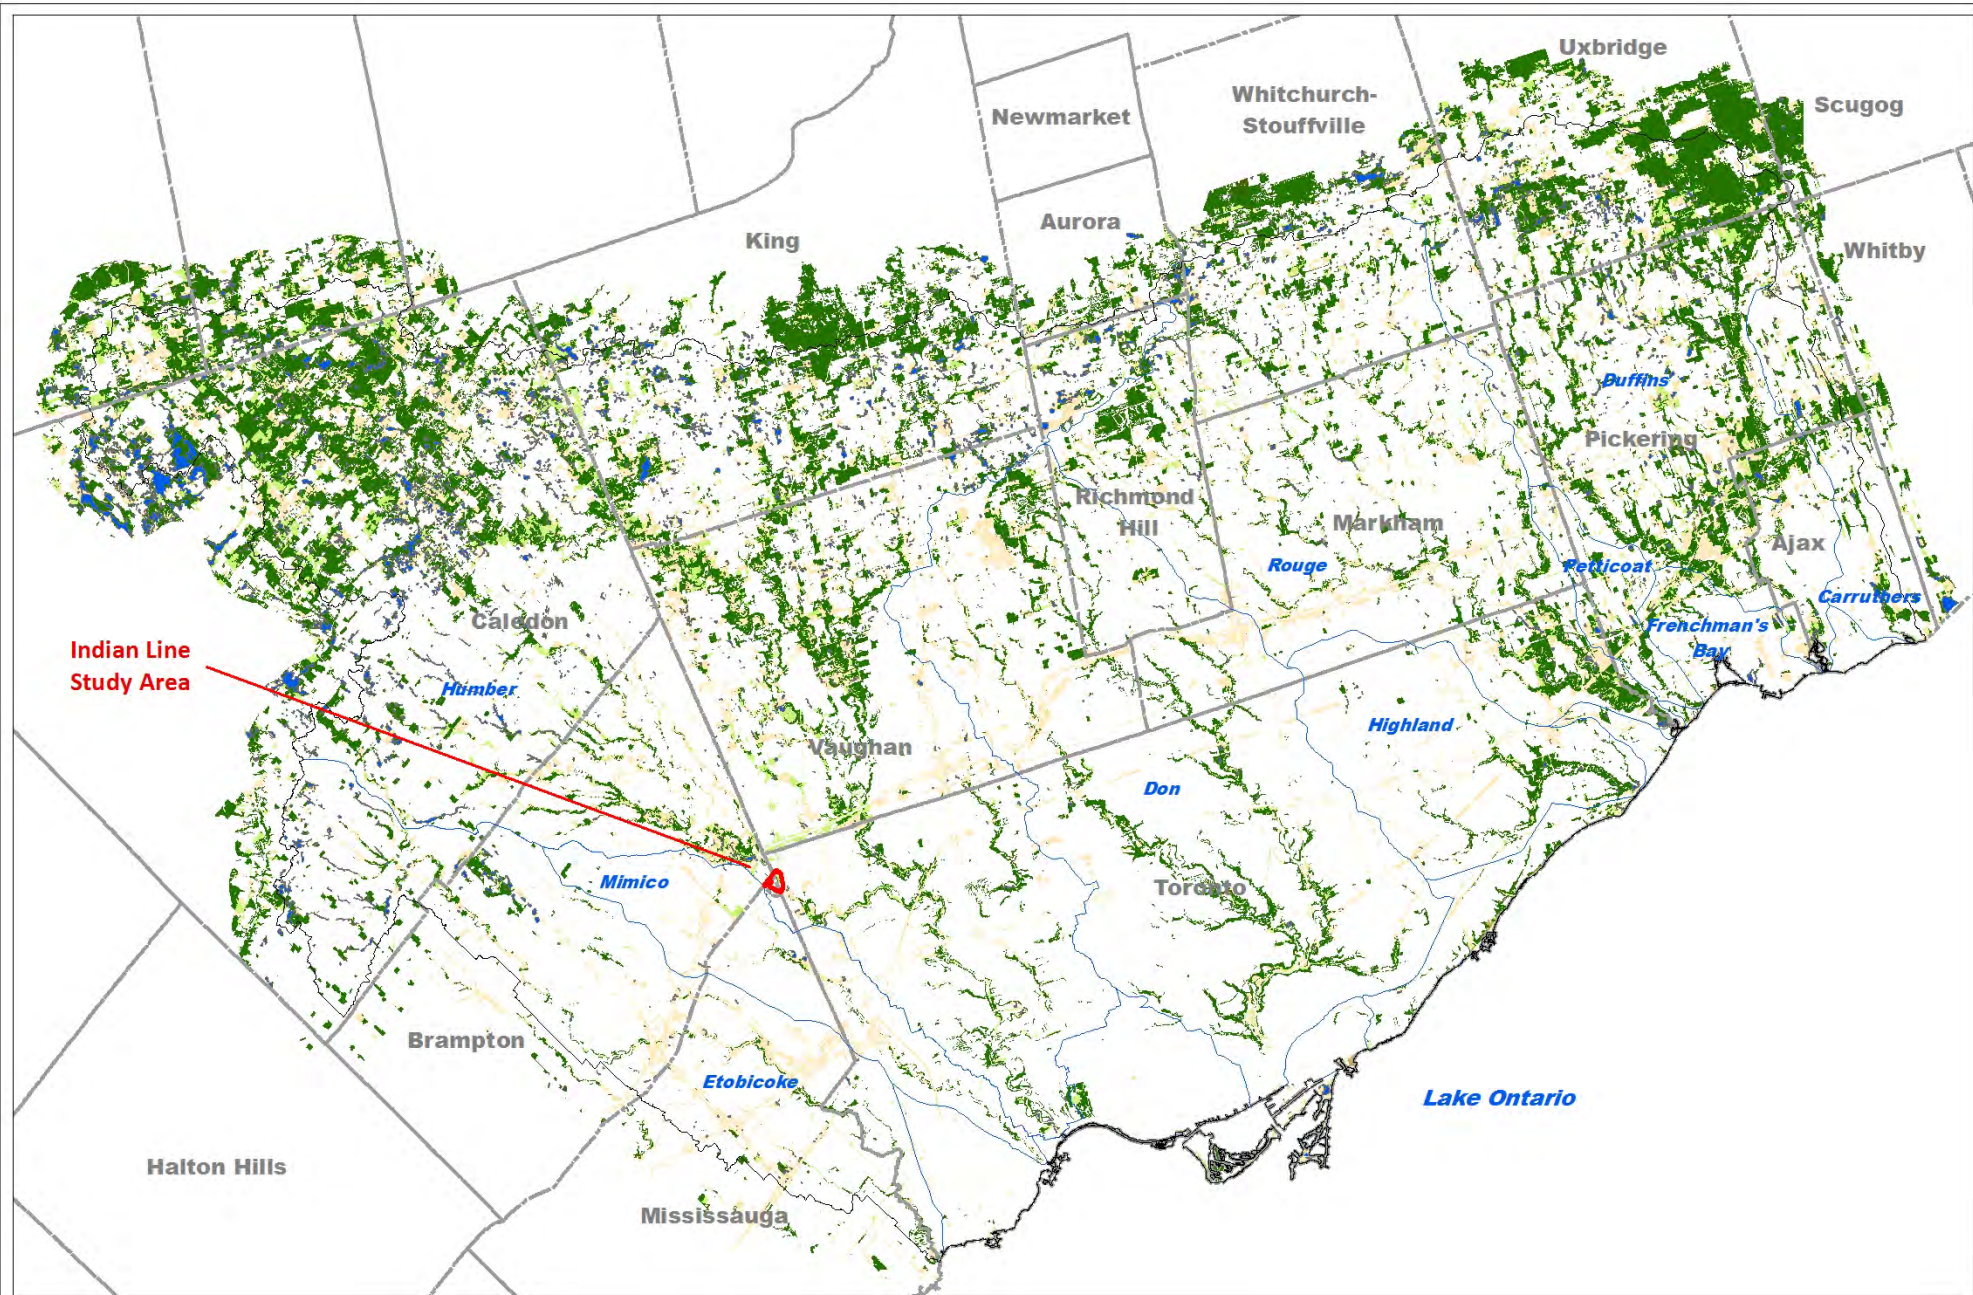 Uxbridge
Whitchurch-
Stouffville
Scugog
Newmarket
Aurora
King
Whitby
Duffins
Pickering
Richmond
Hill
Markham
Ajax
Rouge
Petticoat
Carruthers
Caledon
Frenchman's
Bay
Indian Line
Study Area
Humber
Highland
Vaughan
Don
Mimico
Toronto
Brampton
Etobicoke
Lake Ontario
Halton Hills
Mississauga